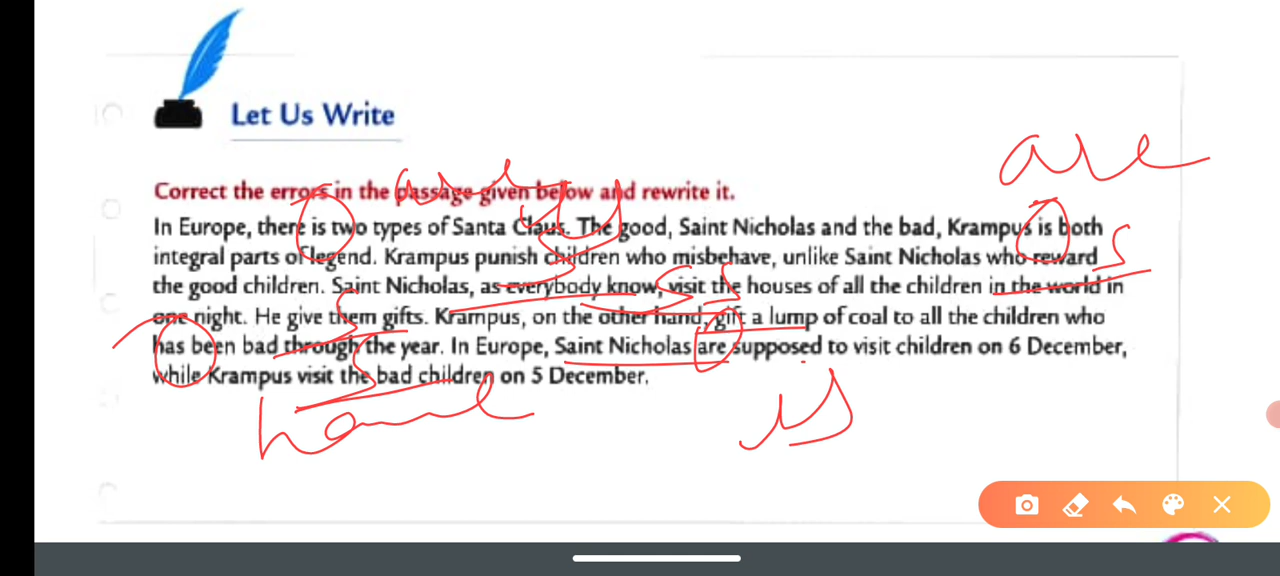 Let Us Write
are
Correct the errors in the passage given below and rewrite it.
In Europe, there is two types of Santa Claus. The good, Saint Nicholas and the bad, Krampus is both
integral parts of legend. Krampus punish children who misbehave, unlike Saint Nicholas who reward
the good children. Saint Nicholas, as everybody know, visit the houses of all the children in the world in
one night. He give them gifts. Krampus, on the other hand, gift a lump of coal to all the children who
has been bad through the year. In Europe, Saint Nicholas are supposed to visit children on 6 December,
while Krampus visit the bad children on 5 December.
have
is